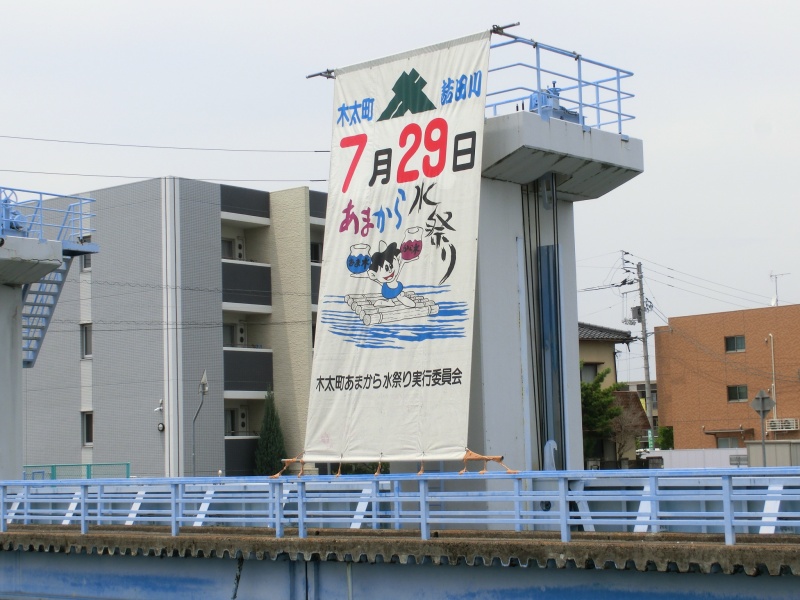 木太町 詰田川
7月29日
あまから水祭り
木太町あまから水祭り実行委員会